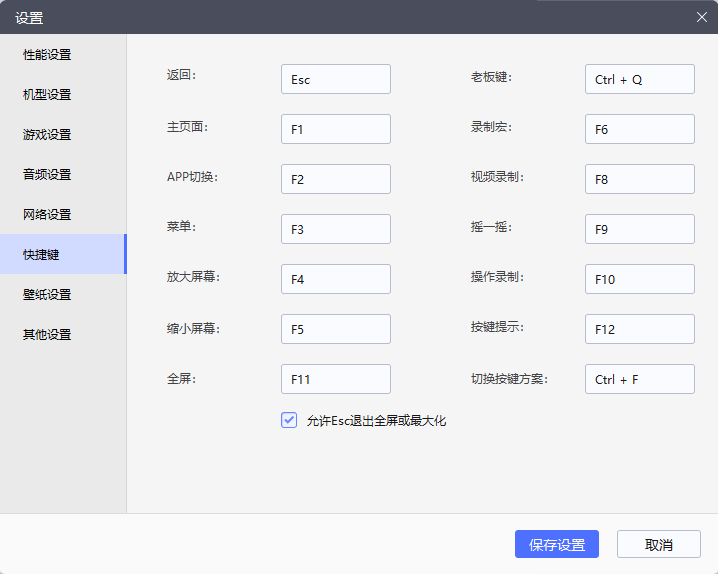 设置
性能设置
机型设置
游戏设置
音频设置
网络设置
快捷键
壁纸设置
其他设置
返回: Esc 老板键: Ctrl + Q
主页面: F1 录制宏: F6
APP切换: F2 视频录制: F8
菜单: F3 摇一摇: F9
放大屏幕: F4 操作录制: F10
缩小屏幕: F5 按键提示: F12
全屏: F11 切换按键方案: Ctrl + F
允许Esc退出全屏或最大化
保存设置 取消